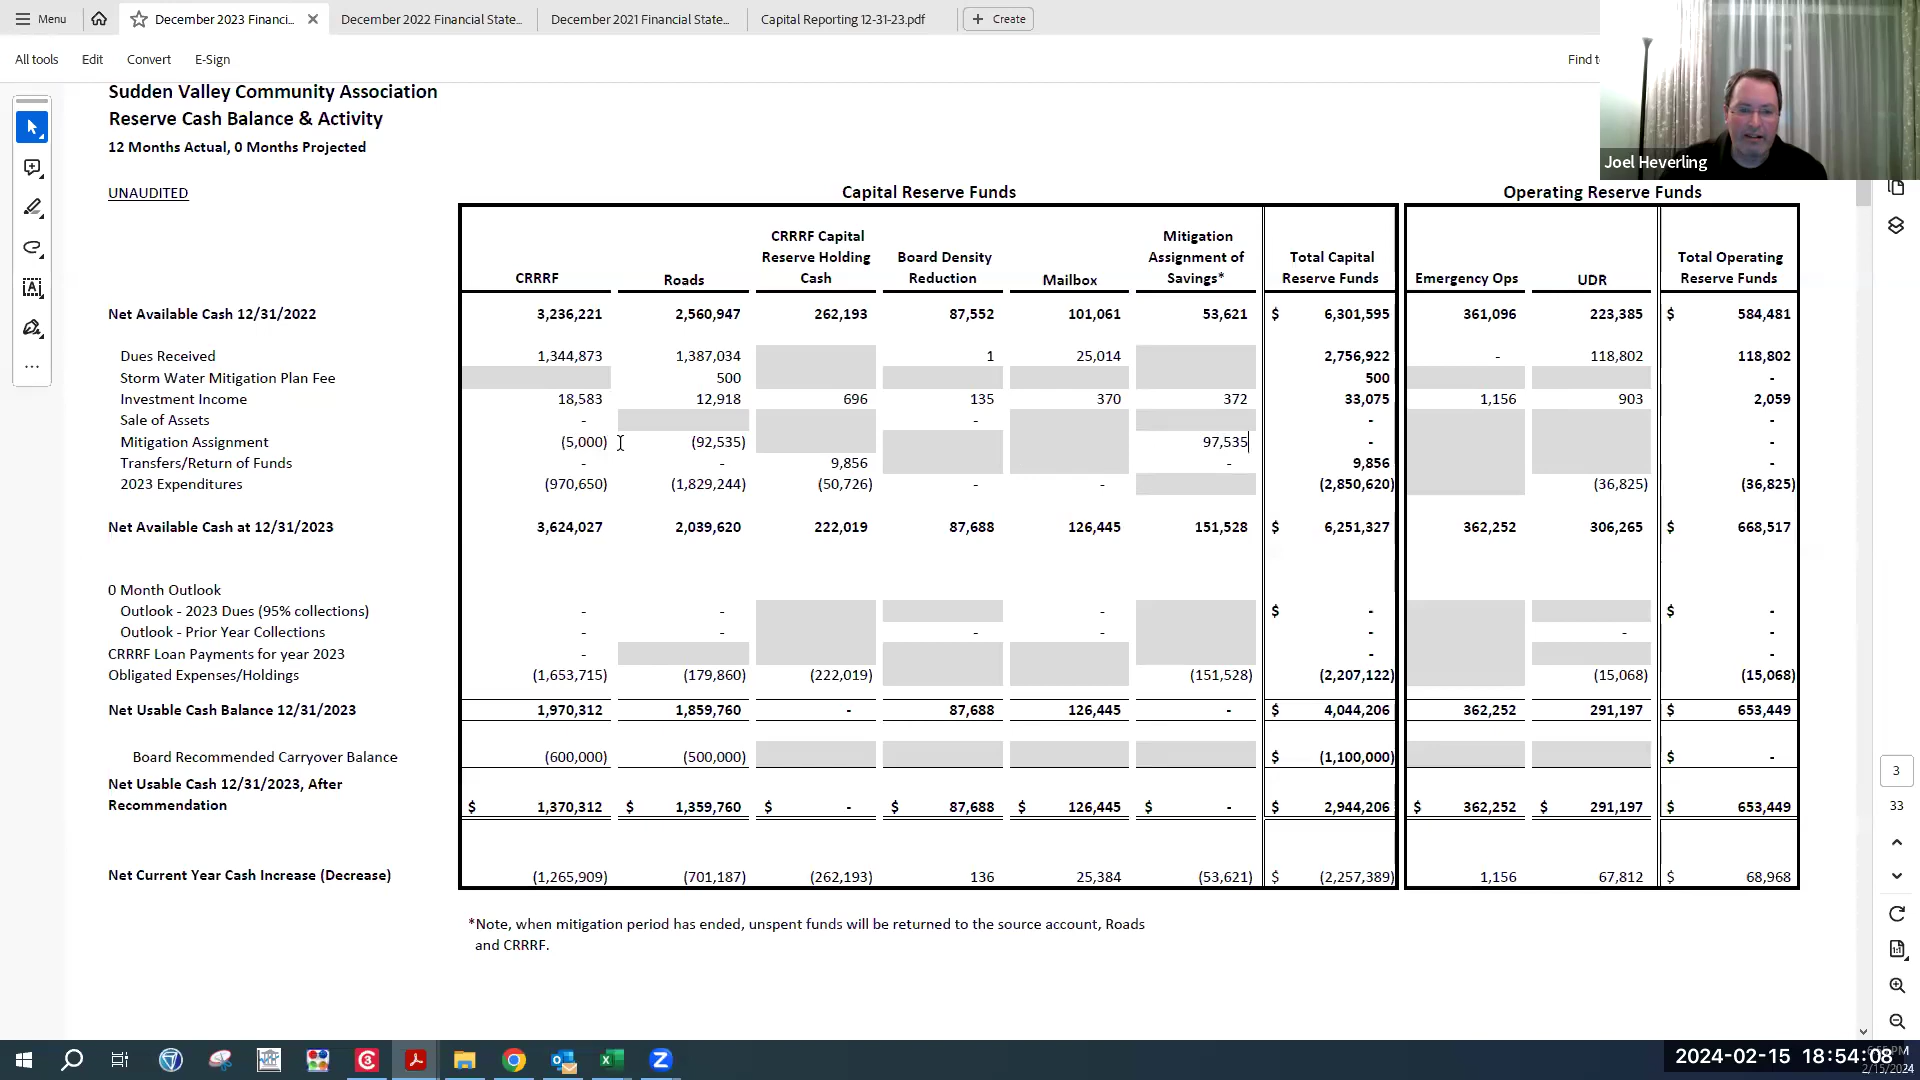 Menu
December 2023 Financi...
December 2022 Financial State...
December 2021 Financial State...
Capital Reporting 12-31-23.pdf
Create
All tools Edit Convert E-Sign
Find
Joel Heverling
Sudden Valley Community Association
Reserve Cash Balance & Activity
12 Months Actual, 0 Months Projected
UNAUDITED
Capital Reserve Funds Operating Reserve Funds
CRRRF Roads CRRRF Capital Reserve Holding Cash Board Density Reduction Mailbox Mitigation Assignment of Savings* Total Capital Reserve Funds Emergency Ops UDR Total Operating Reserve Funds
Net Available Cash 12/31/2022 3,236,221 2,560,947 262,193 87,552 101,061 53,621 $ 6,301,595 361,096 223,385 $ 584,481
Dues Received 1,344,873 1,387,034 1 25,014 2,756,922 - 118,802 118,802
Storm Water Mitigation Plan Fee 500 500 -
Investment Income 18,583 12,918 696 135 370 372 33,075 1,156 903 2,059
Sale of Assets - - - -
Mitigation Assignment (5,000) (92,535) 97,535 - -
Transfers/Return of Funds - - 9,856 - 9,856 -
2023 Expenditures (970,650) (1,829,244) (50,726) - - (2,850,620) (36,825) (36,825)
Net Available Cash at 12/31/2023 3,624,027 2,039,620 222,019 87,688 126,445 151,528 $ 6,251,327 362,252 306,265 $ 668,517
0 Month Outlook
Outlook - 2023 Dues (95% collections) - - - $ - $ -
Outlook - Prior Year Collections - - - - - - -
CRRRF Loan Payments for year 2023 - - -
Obligated Expenses/Holdings (1,653,715) (179,860) (222,019) (151,528) (2,207,122) (15,068) (15,068)
Net Usable Cash Balance 12/31/2023 1,970,312 1,859,760 - 87,688 126,445 - $ 4,044,206 362,252 291,197 $ 653,449
Board Recommended Carryover Balance (600,000) (500,000) $ (1,100,000) $ -
Net Usable Cash 12/31/2023, After
Recommendation $ 1,370,312 $ 1,359,760 $ - $ 87,688 $ 126,445 $ - $ 2,944,206 $ 362,252 $ 291,197 $ 653,449
Net Current Year Cash Increase (Decrease) (1,265,909) (701,187) (262,193) 136 25,384 (53,621) $ (2,257,389) 1,156 67,812 $ 68,968
*Note, when mitigation period has ended, unspent funds will be returned to the source account, Roads
and CRRRF.
3
33
2024-02-15 18:54:08
2/15/2024